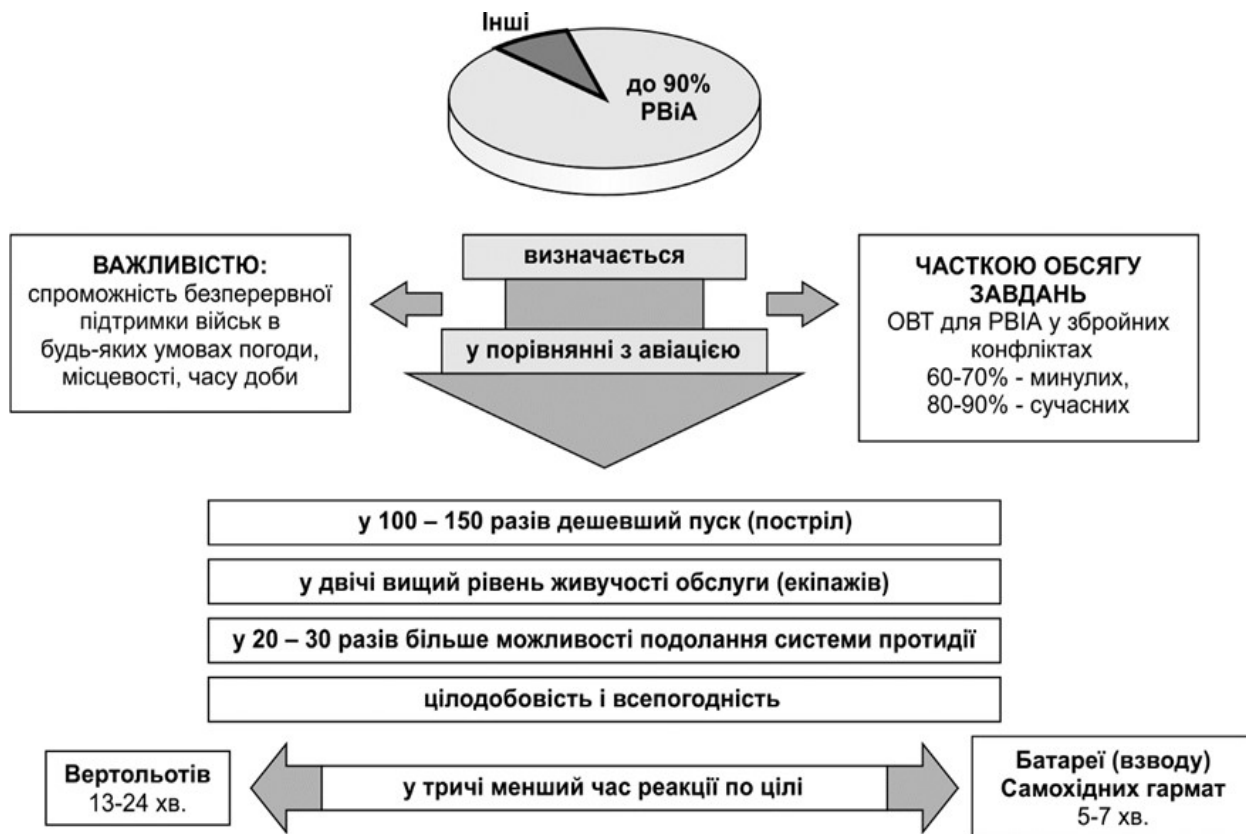 Інші
до 90%
РВіА
ВАЖЛИВІСТЮ:
спроможність безперервної
підтримки військ в
будь-яких умовах погоди,
місцевості, часу доби
визначається
у порівнянні з авіацією
ЧАСТКОЮ ОБСЯГУ
ЗАВДАНЬ
ОВТ для РВІА у збройних
конфліктах
60-70% - минулих,
80-90% - сучасних
у 100 – 150 разів дешевший пуск (постріл)
у двічі вищий рівень живучості обслуги (екіпажів)
у 20 – 30 разів більше можливості подолання системи протидії
цілодобовість і всепогодність
Вертольотів
13-24 хв.
у тричі менший час реакції по цілі
Батареї (взводу)
Самохідних гармат
5-7 хв.